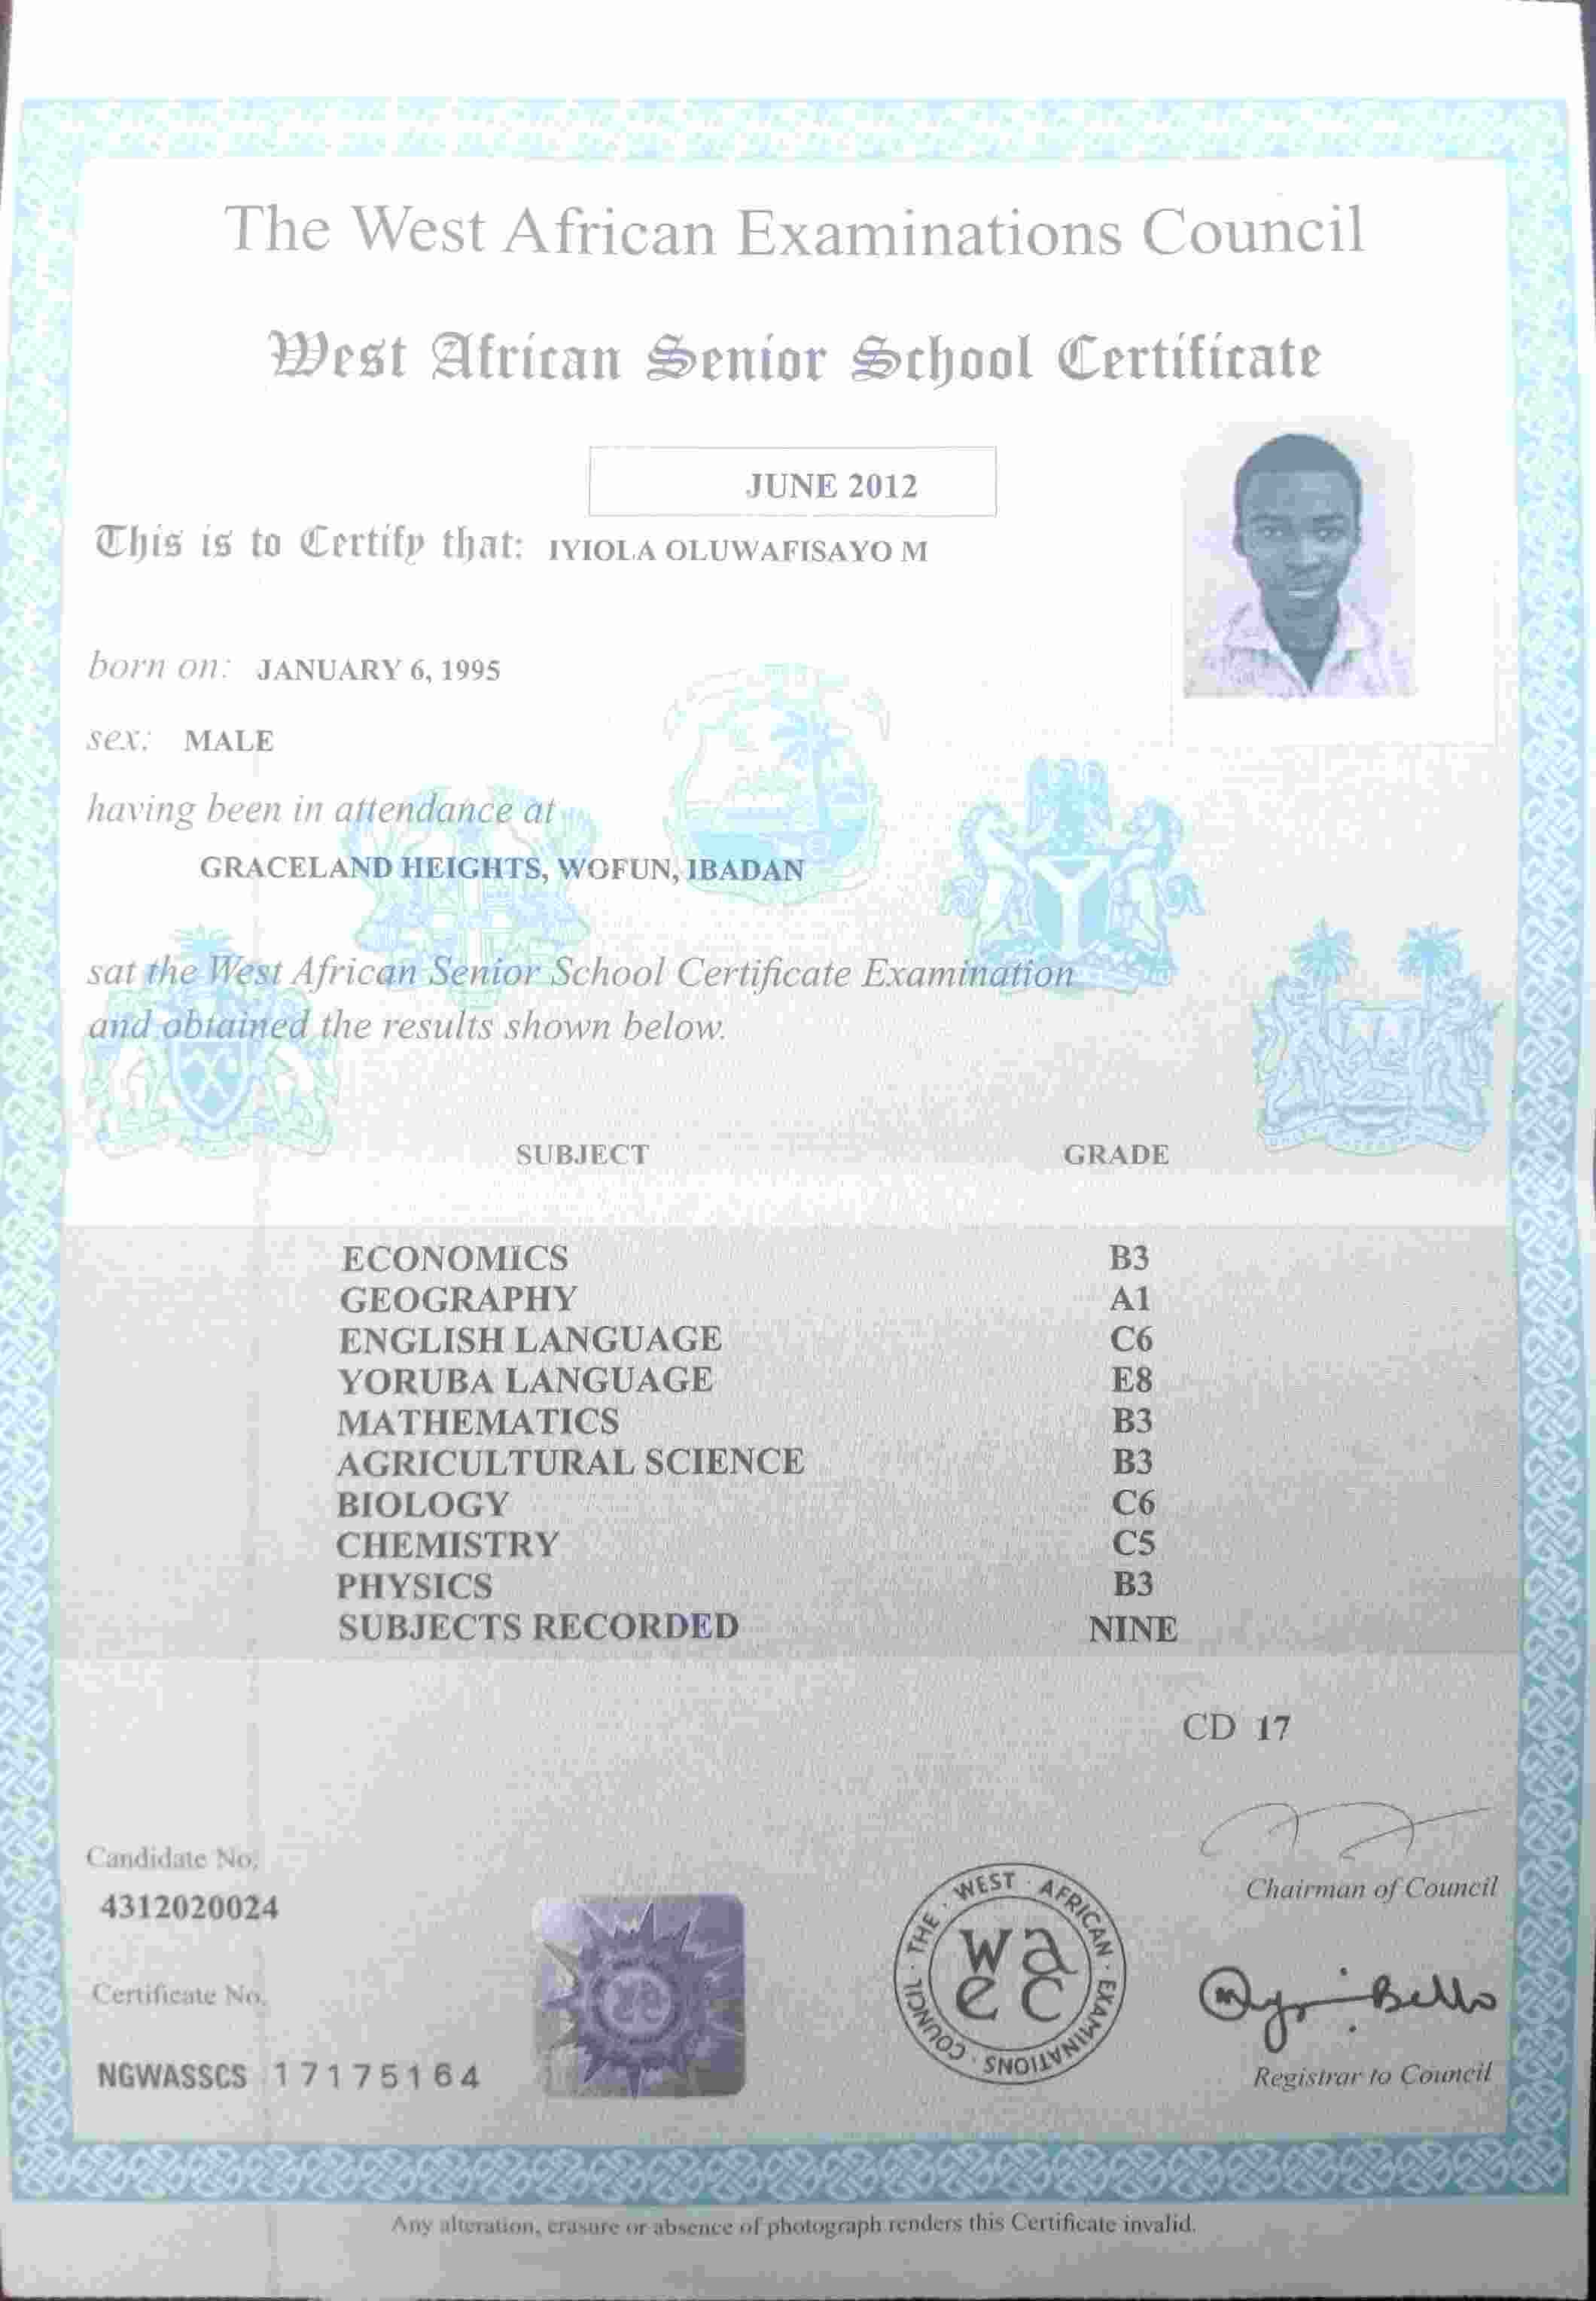 The West African Examinations Council
West African Senior School Certificate
JUNE 2012
This is to Certify that: IYIOLA OLUWAFISAYO M
born on: JANUARY 6, 1995
sex: MALE
having been in attendance at
GRACELAND HEIGHTS, WOFUN, IBADAN
sat the West African Senior School Certificate Examination
and obtained the results shown below.
SUBJECT GRADE
ECONOMICS B3
GEOGRAPHY A1
ENGLISH LANGUAGE C6
YORUBA LANGUAGE E8
MATHEMATICS B3
AGRICULTURAL SCIENCE B3
BIOLOGY C6
CHEMISTRY C5
PHYSICS B3
SUBJECTS RECORDED NINE
CD 17
Candidate No.
4312020024
Chairman of Council
THE · WEST · AFRICAN · EXAMINATIONS · COUNCIL ·
wa
ec
Certificate No.
NGWASSCS 17175164
Bello
Registrar to Council
Any alteration, erasure or absence of photograph renders this Certificate invalid.